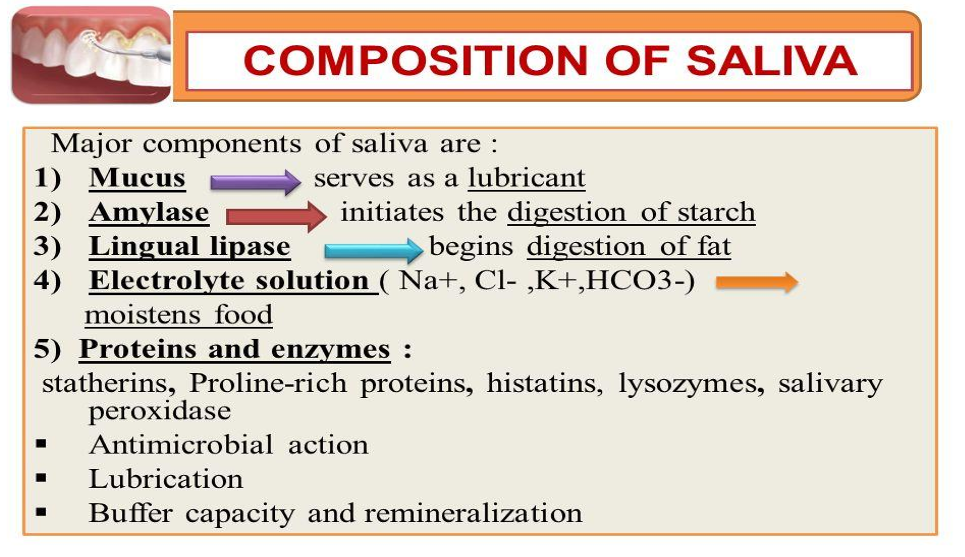 COMPOSITION OF SALIVA
Major components of saliva are :
1) Mucus serves as a lubricant
2) Amylase initiates the digestion of starch
3) Lingual lipase begins digestion of fat
4) Electrolyte solution ( Na+, Cl- ,K+,HCO3-)
moistens food
5) Proteins and enzymes :
statherins, Proline-rich proteins, histatins, lysozymes, salivary
peroxidase
▪ Antimicrobial action
▪ Lubrication
▪ Buffer capacity and remineralization